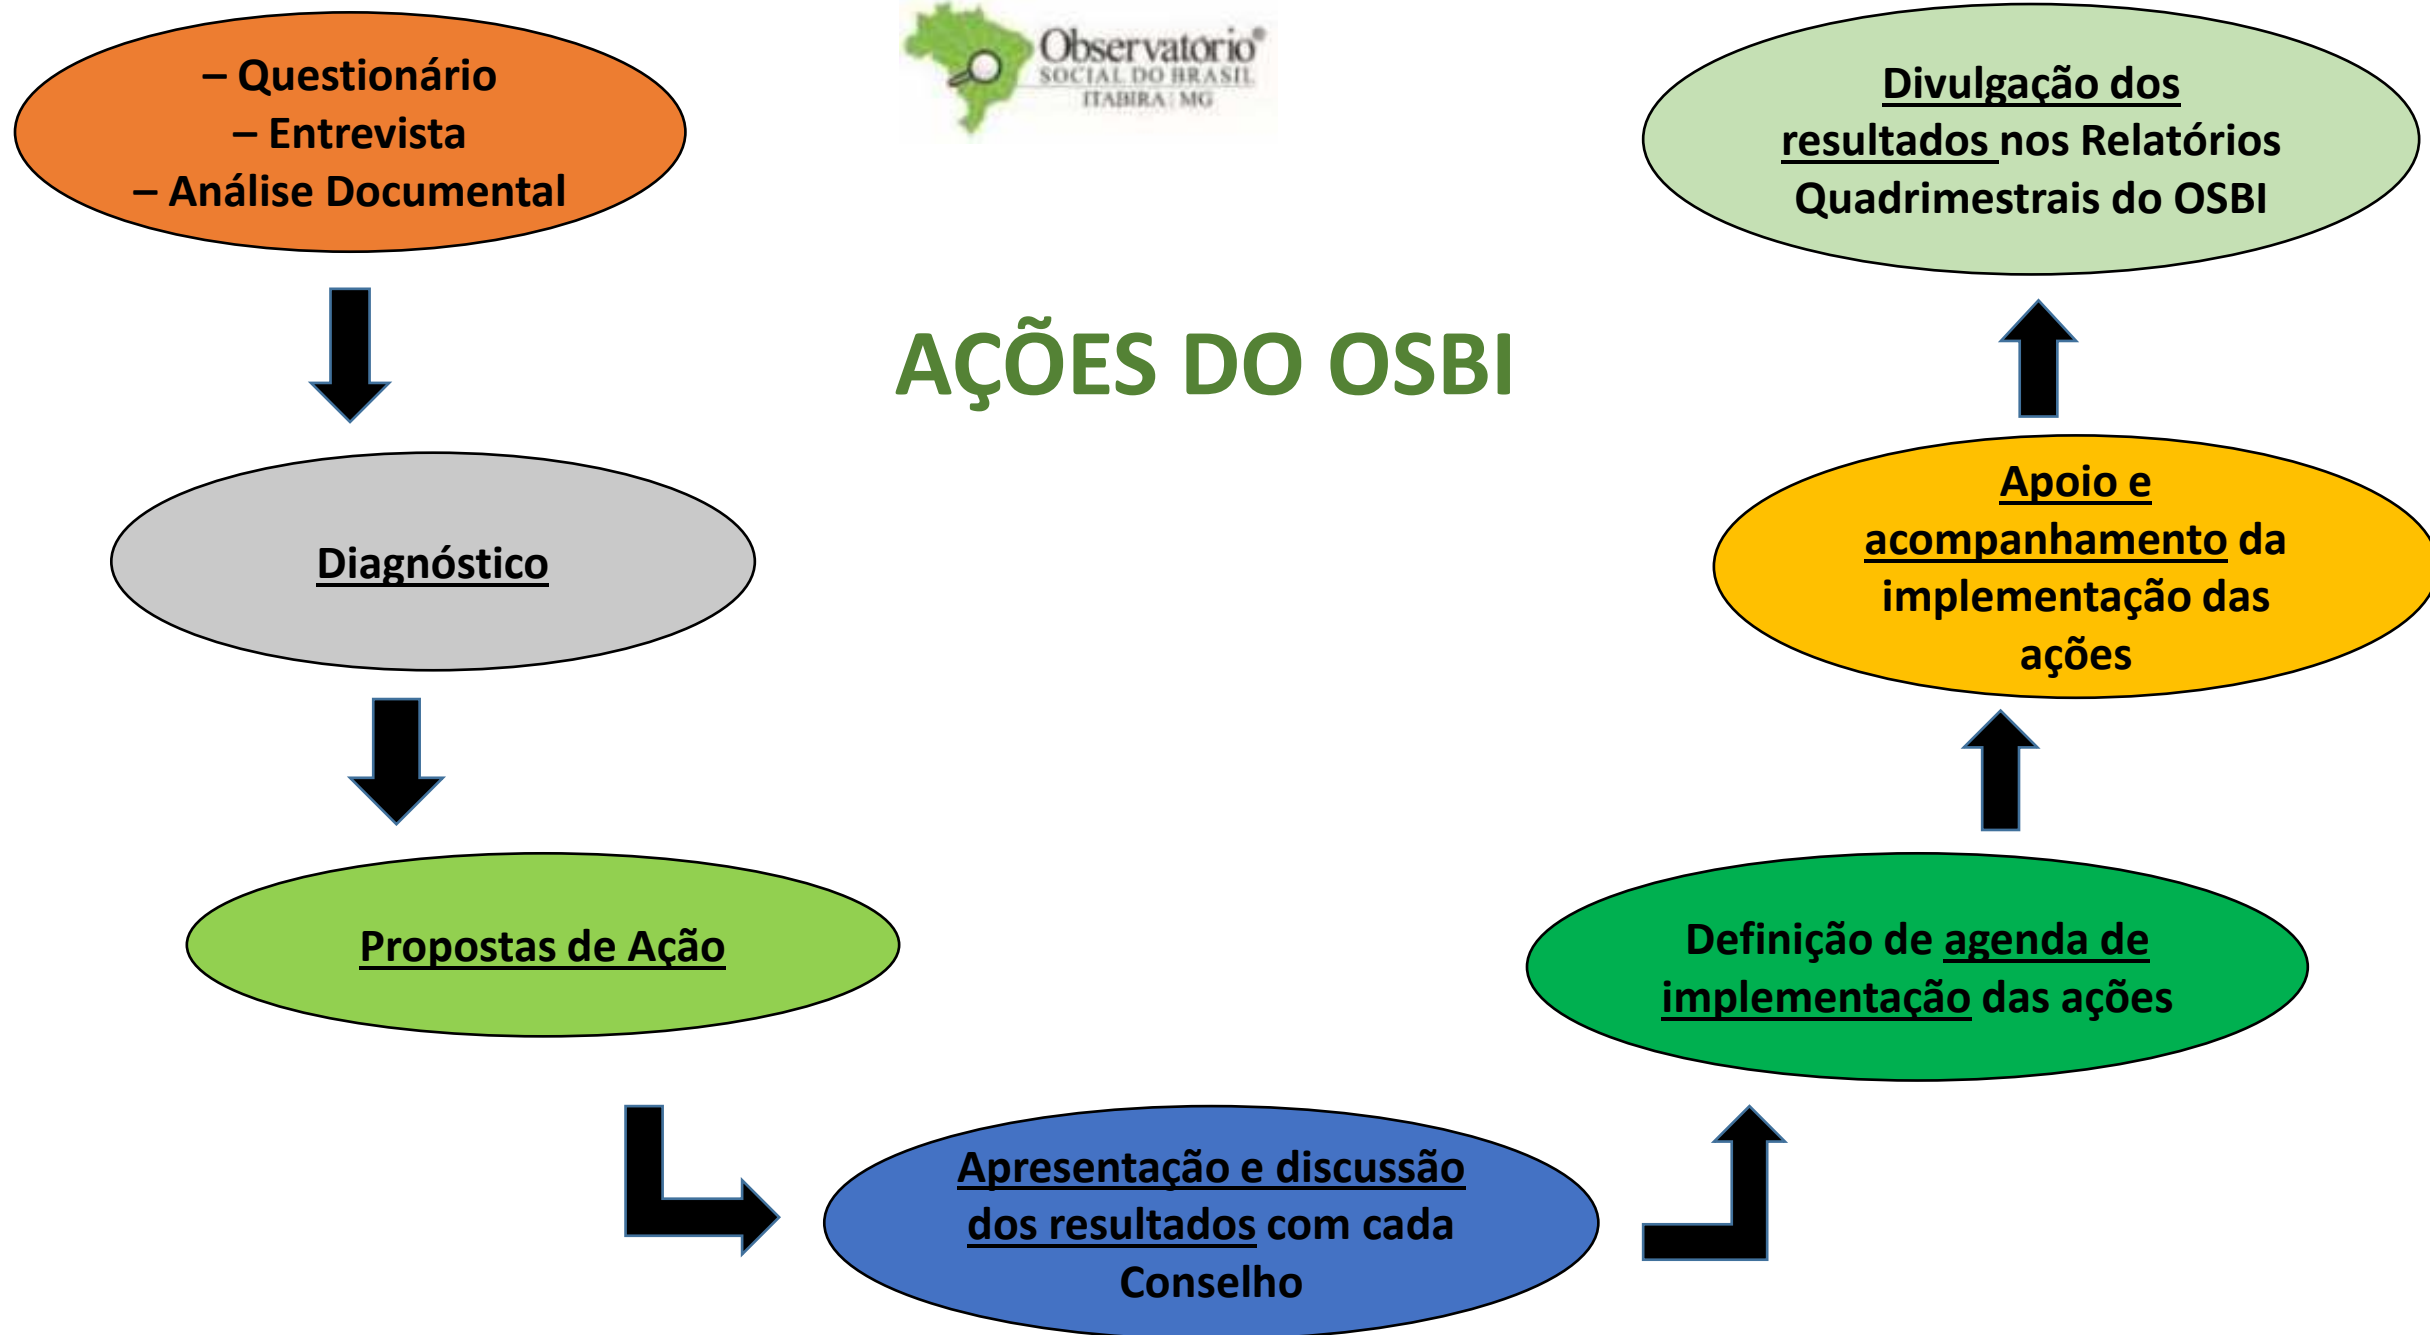 Observatório®
SOCIAL DO BRASIL
ITABIRA | MG
AÇÕES DO OSBI
– Questionário
– Entrevista
– Análise Documental
Diagnóstico
Propostas de Ação
Apresentação e discussão
dos resultados com cada
Conselho
Definição de agenda de
implementação das ações
Apoio e
acompanhamento da
implementação das
ações
Divulgação dos
resultados nos Relatórios
Quadrimestrais do OSBI